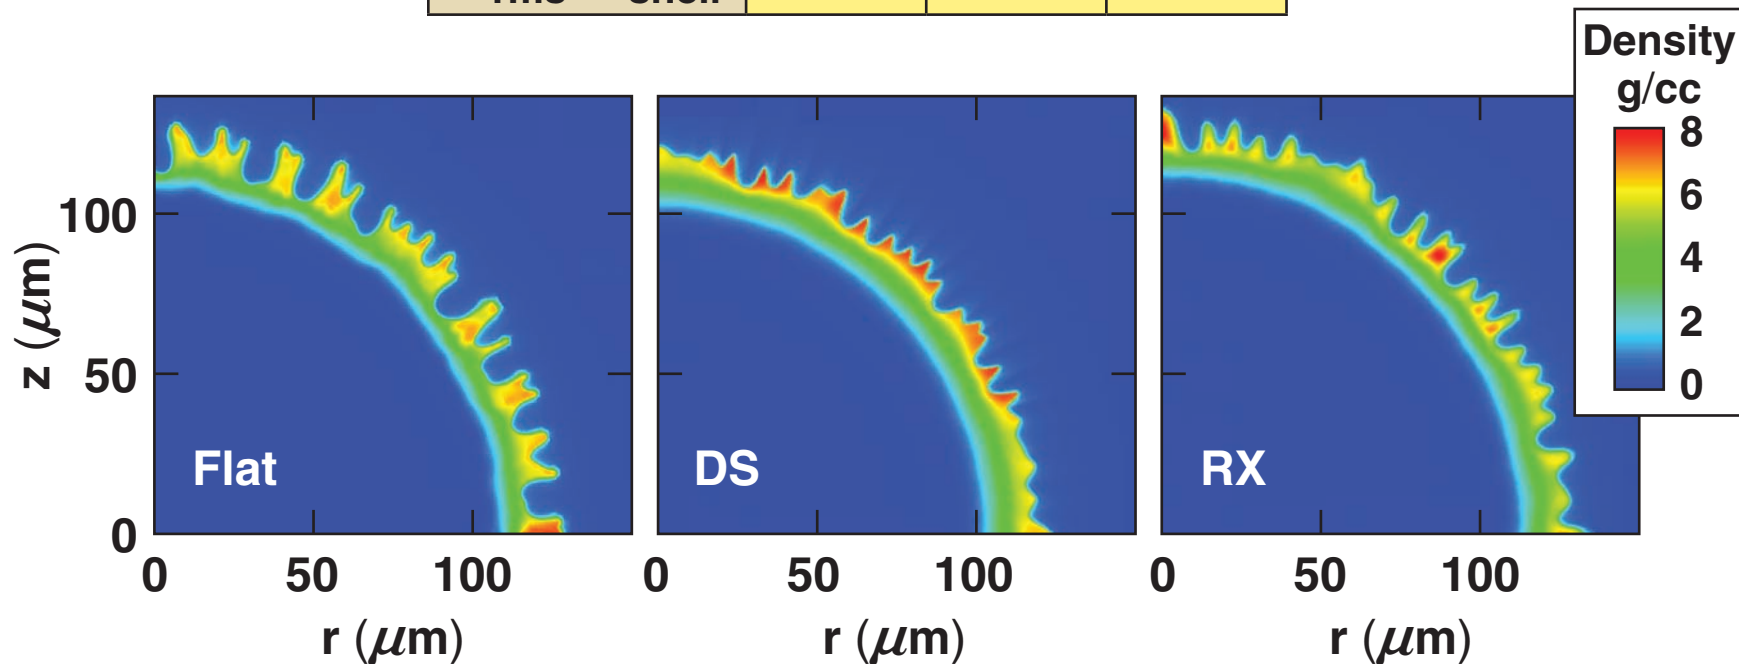 Density
g/cc
8
6
4
2
0
z (μm)
100
50
0
Flat
DS
RX
0 50 100
0 50 100
0 50 100
r (μm) r (μm) r (μm)